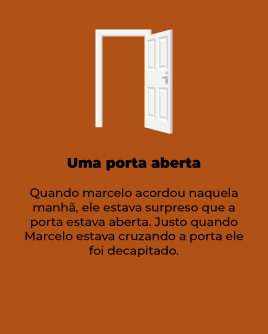 Uma porta aberta
Quando marcelo acordou naquela
manhã, ele estava surpreso que a
porta estava aberta. Justo quando
Marcelo estava cruzando a porta ele
foi decapitado.